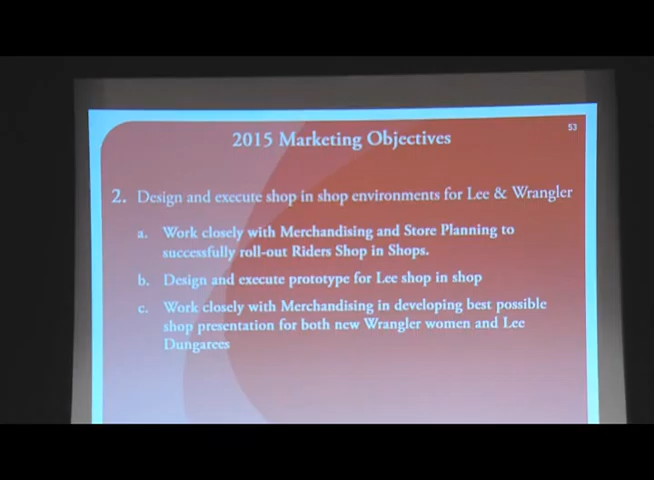 53
2015 Marketing Objectives
2. Design and execute shop in shop environments for Lee & Wrangler
a. Work closely with Merchandising and Store Planning to
successfully roll-out Riders Shop in Shops.
b. Design and execute prototype for Lee shop in shop
c. Work closely with Merchandising in developing best possible
shop presentation for both new Wrangler women and Lee
Dungarees